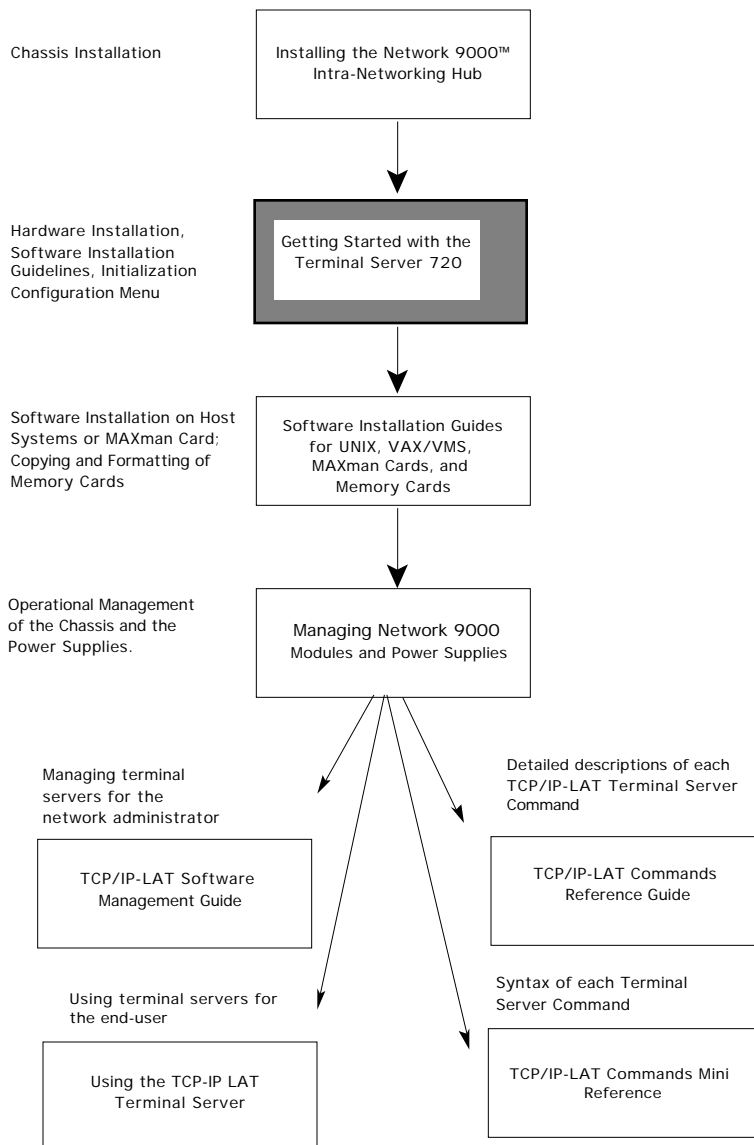 Chassis Installation
Installing the Network 9000™
Intra-Networking Hub
Hardware Installation,
Software Installation
Guidelines, Initialization
Configuration Menu
Getting Started with the
Terminal Server 720
Software Installation on Host
Systems or MAXman Card;
Copying and Formatting of
Memory Cards
Software Installation Guides
for UNIX, VAX/VMS,
MAXman Cards, and
Memory Cards
Operational Management
of the Chassis and the
Power Supplies.
Managing Network 9000
Modules and Power Supplies
Managing terminal
servers for the
network administrator
TCP/IP-LAT Software
Management Guide
Detailed descriptions of each
TCP/IP-LAT Terminal Server
Command
TCP/IP-LAT Commands
Reference Guide
Using terminal servers for
the end-user
Using the TCP-IP LAT
Terminal Server
Syntax of each Terminal
Server Command
TCP/IP-LAT Commands Mini
Reference